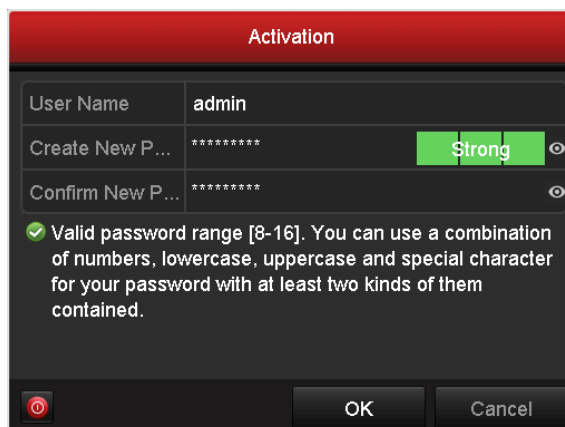 Activation
User Name admin
Create New P... ********* Strong
Confirm New P... *********
Valid password range [8-16]. You can use a combination
of numbers, lowercase, uppercase and special character
for your password with at least two kinds of them
contained.
OK Cancel